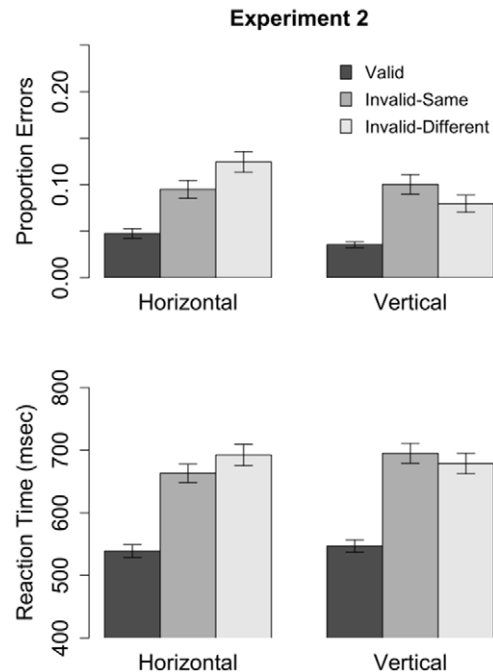 Experiment 2
Proportion Errors
0.20
0.10
0.00
Valid
Invalid-Same
Invalid-Different
Horizontal
Vertical
Reaction Time (msec)
800
700
600
500
400
Horizontal
Vertical